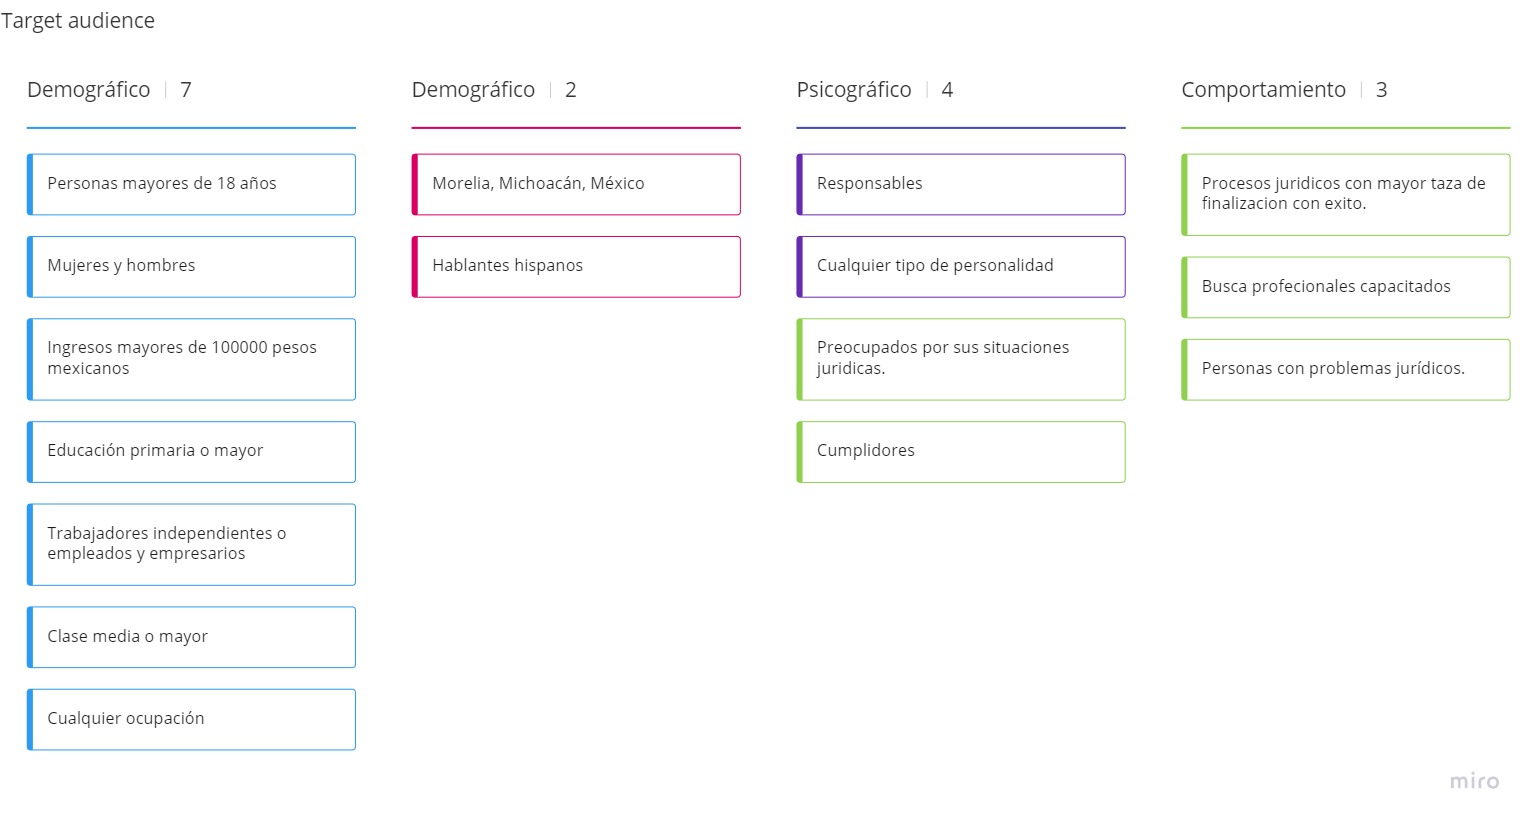 Target audience
Demográfico | 7
Personas mayores de 18 años
Mujeres y hombres
Ingresos mayores de 100000 pesos
mexicanos
Educación primaria o mayor
Trabajadores independientes o
empleados y empresarios
Clase media o mayor
Cualquier ocupación
Demográfico | 2
Morelia, Michoacán, México
Hablantes hispanos
Psicográfico | 4
Responsables
Cualquier tipo de personalidad
Preocupados por sus situaciones
juridicas.
Cumplidores
Comportamiento | 3
Procesos juridicos con mayor taza de
finalizacion con exito.
Busca profecionales capacitados
Personas con problemas jurídicos.
miro